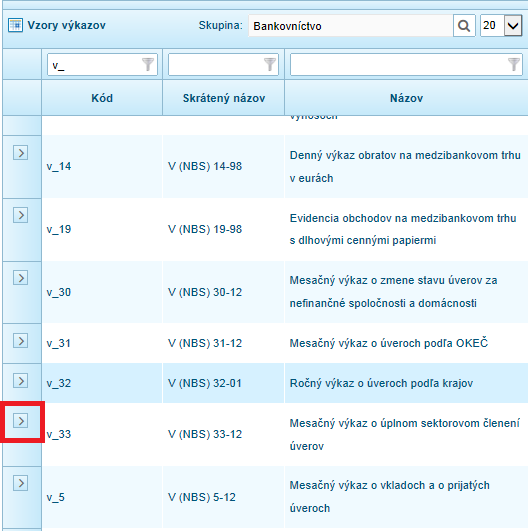 Vzory výkazov Skupina: Bankovníctvo 20
v_
Kód Skrátený názov Názov
výnosoch
v_14 V (NBS) 14-98 Denný výkaz obratov na medzibankovom trhu
v eurách
v_19 V (NBS) 19-98 Evidencia obchodov na medzibankovom trhu
s dlhovými cennými papiermi
v_30 V (NBS) 30-12 Mesačný výkaz o zmene stavu úverov za
nefinančné spoločnosti a domácnosti
v_31 V (NBS) 31-12 Mesačný výkaz o úveroch podľa OKEČ
v_32 V (NBS) 32-01 Ročný výkaz o úveroch podľa krajov
v_33 V (NBS) 33-12 Mesačný výkaz o úplnom sektorovom členení
úverov
v_5 V (NBS) 5-12 Mesačný výkaz o vkladoch a o prijatých
úveroch